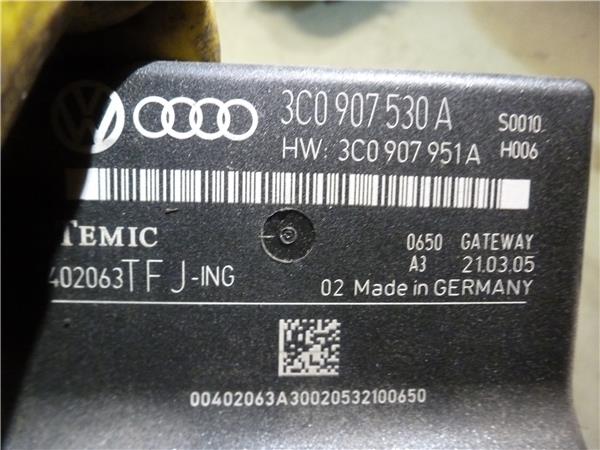 3C0 907 530 A S0010
HW: 3C0 907 951 A H006
TEMIC
0650 GATEWAY
402063TFJ-ING A3 21.03.05
02 Made in GERMANY
00402063A30020532100650